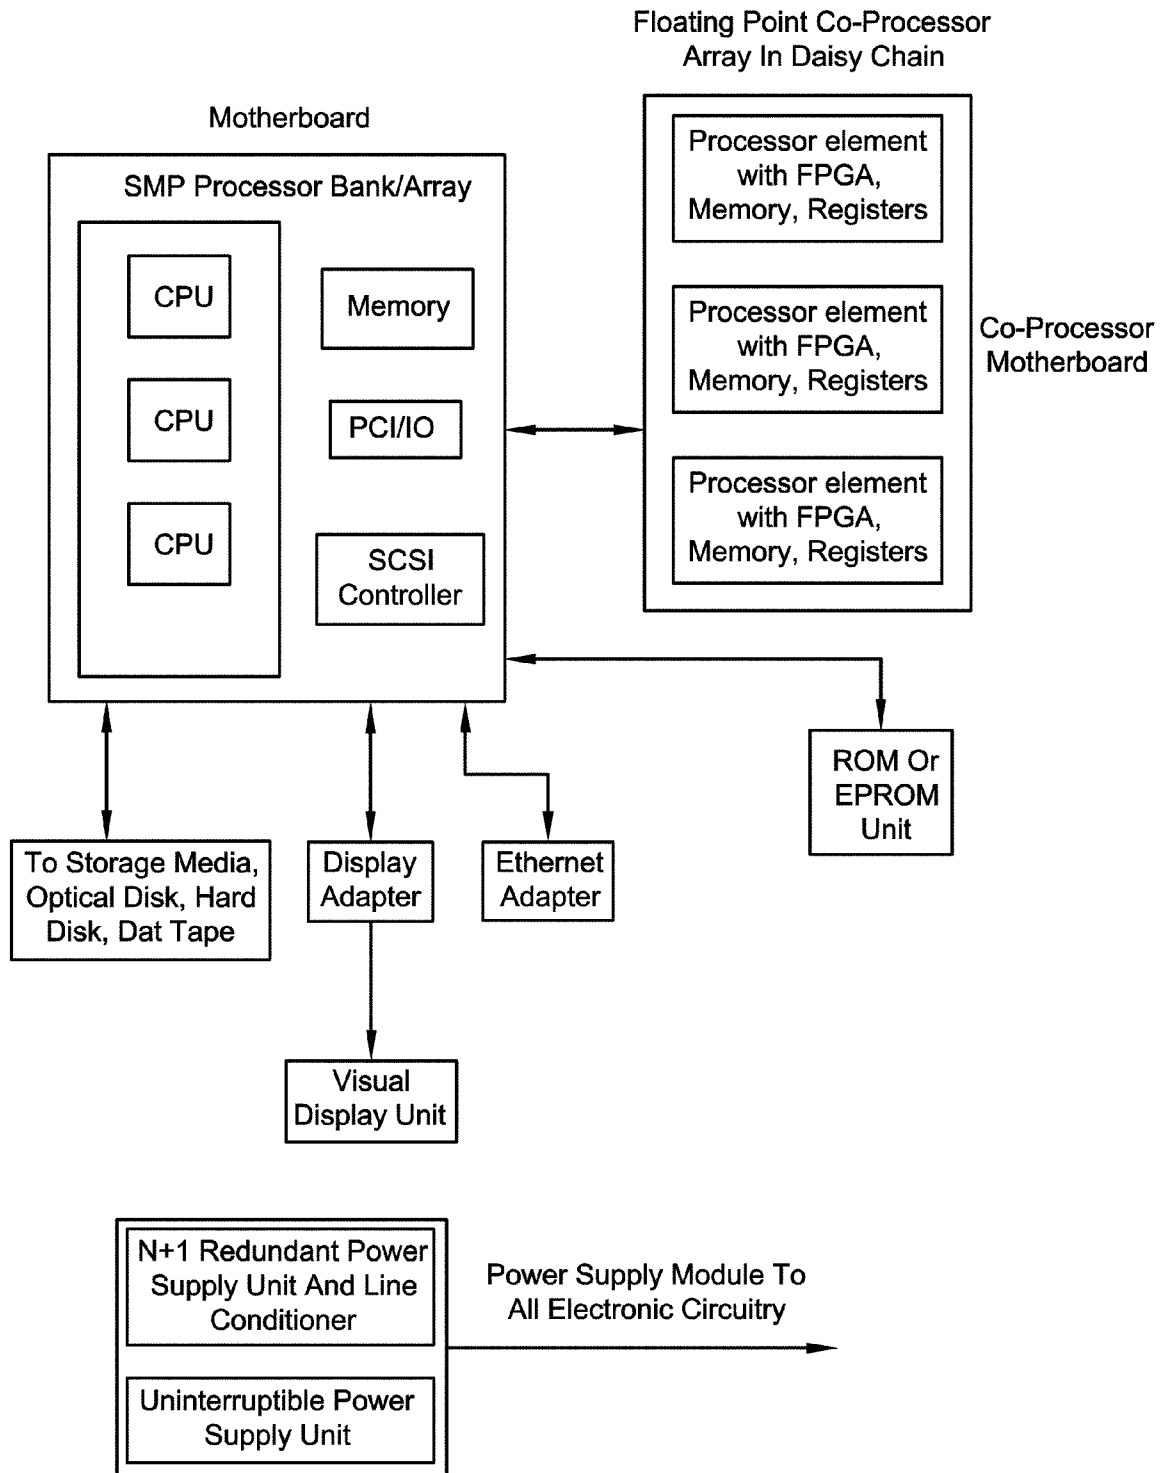 Floating Point Co-Processor
Array In Daisy Chain
Motherboard
SMP Processor Bank/Array
CPU
CPU
CPU
Memory
PCI/IO
SCSI
Controller
Processor element
with FPGA,
Memory, Registers
Processor element
with FPGA,
Memory, Registers
Processor element
with FPGA,
Memory, Registers
Co-Processor
Motherboard
ROM Or
EPROM
Unit
To Storage Media,
Optical Disk, Hard
Disk, Dat Tape
Display
Adapter
Ethernet
Adapter
Visual
Display Unit
N+1 Redundant Power
Supply Unit And Line
Conditioner
Uninterruptible Power
Supply Unit
Power Supply Module To
All Electronic Circuitry